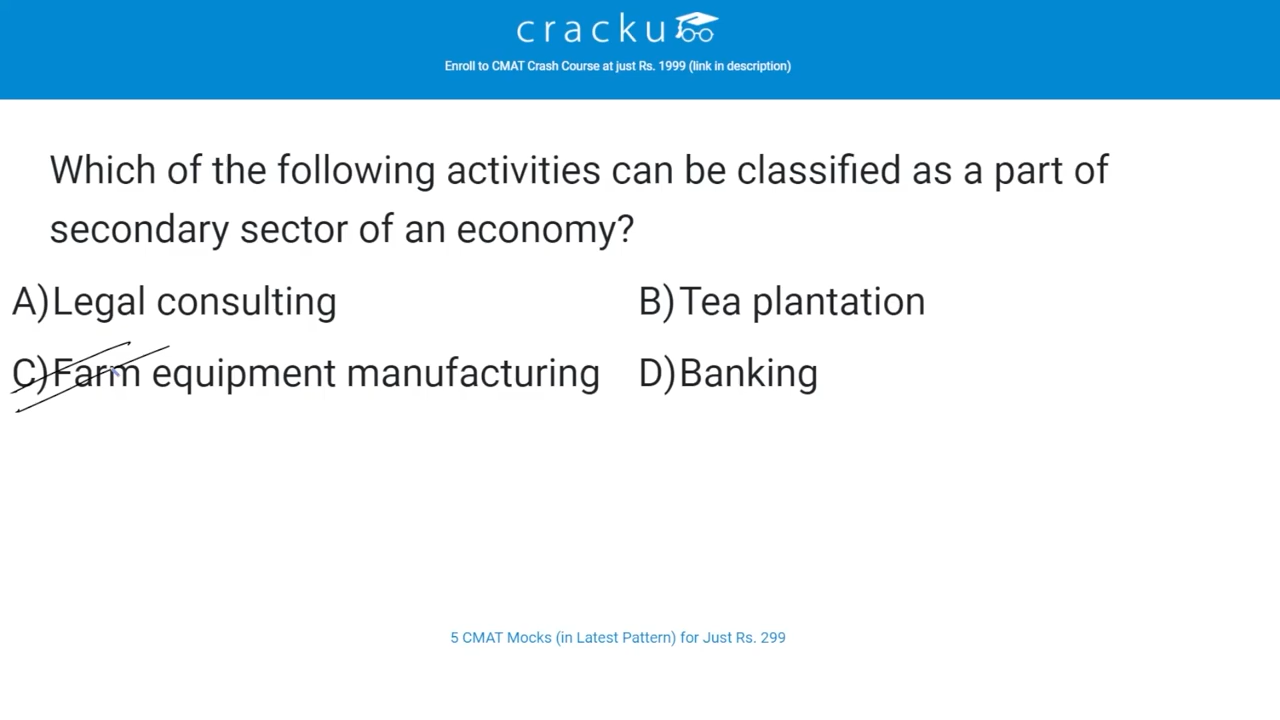 cracku
Enroll to CMAT Crash Course at just Rs. 1999 (link in description)
Which of the following activities can be classified as a part of
secondary sector of an economy?
A) Legal consulting B) Tea plantation
C) Farm equipment manufacturing D) Banking
5 CMAT Mocks (in Latest Pattern) for Just Rs. 299